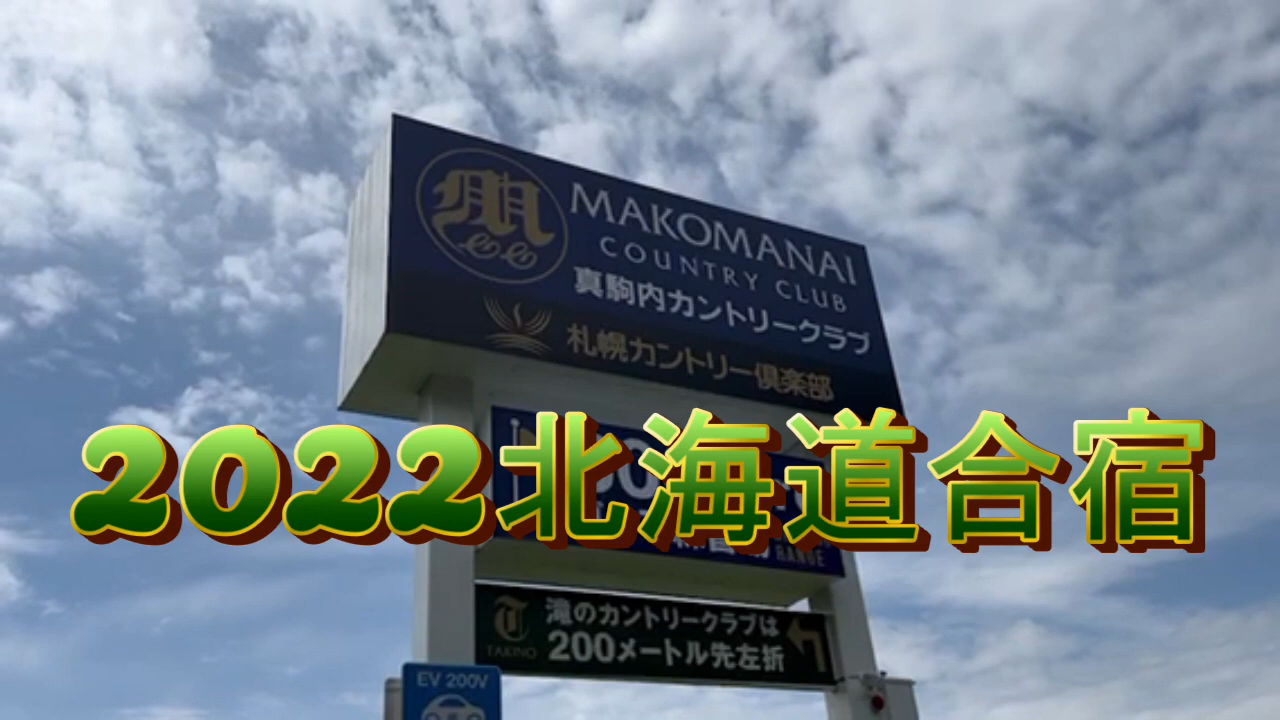 M
MAKOMANAI
COUNTRY CLUB
真駒内カントリークラブ
札幌カントリー倶楽部
2022北海道合宿
RANGE
T
TAKINO
滝のカントリークラブは
200メートル先左折
EV 200V